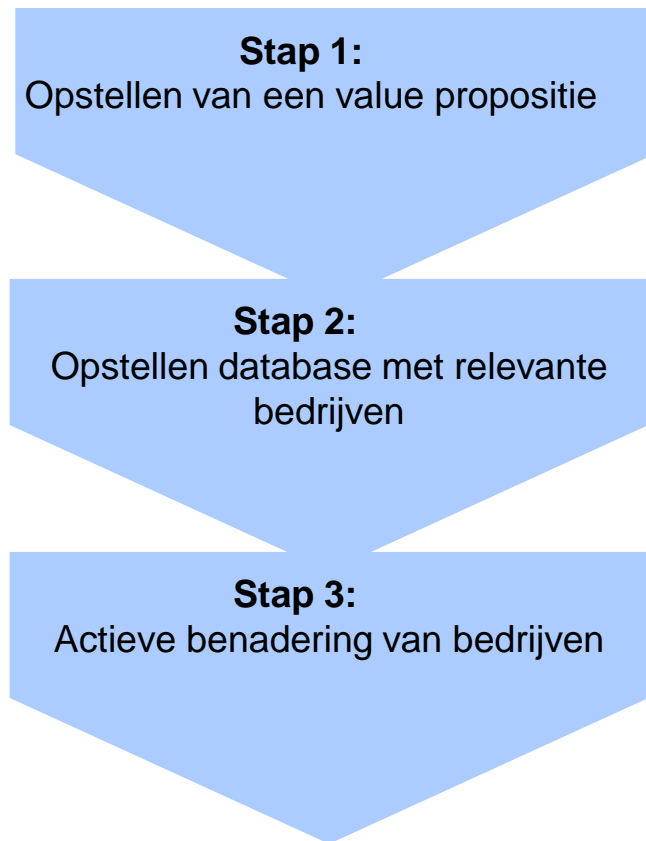 Stap 1:
Opstellen van een value propositie
Stap 2:
Opstellen database met relevante
bedrijven
Stap 3:
Actieve benadering van bedrijven